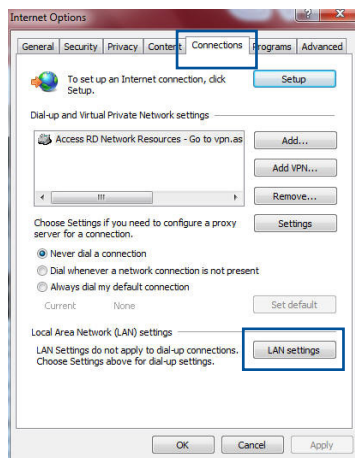 Internet Options
General Security Privacy Content Connections Programs Advanced
To set up an Internet connection, click
Setup.
Setup
Dial-up and Virtual Private Network settings
Access RD Network Resources - Go to vpn.as
Add...
Add VPN...
Remove...
Choose Settings if you need to configure a proxy
server for a connection.
Settings
Never dial a connection
Dial whenever a network connection is not present
Always dial my default connection
Current None
Set default
Local Area Network (LAN) settings
LAN Settings do not apply to dial-up connections.
Choose Settings above for dial-up settings.
LAN settings
OK Cancel Apply